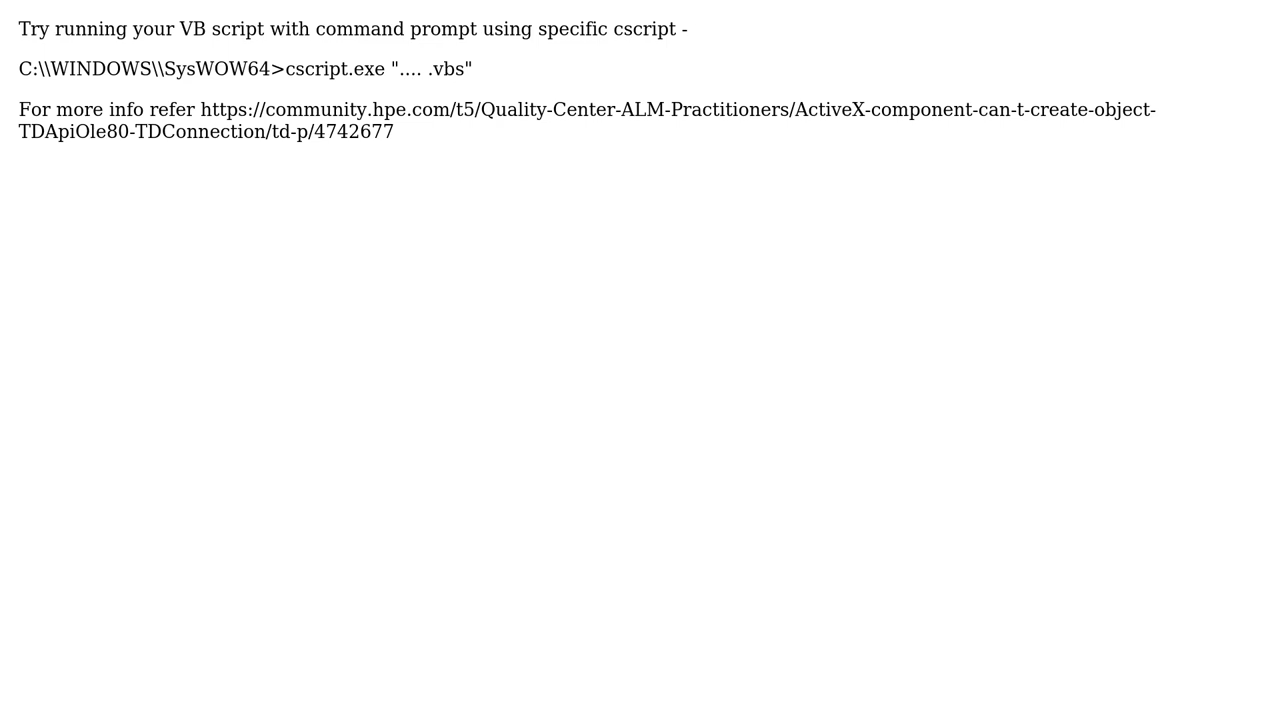 Try running your VB script with command prompt using specific cscript -
C:\\WINDOWS\\SysWOW64>cscript.exe ".... .vbs"
For more info refer https://community.hpe.com/t5/Quality-Center-ALM-Practitioners/ActiveX-component-can-t-create-object-
TDApiOle80-TDConnection/td-p/4742677